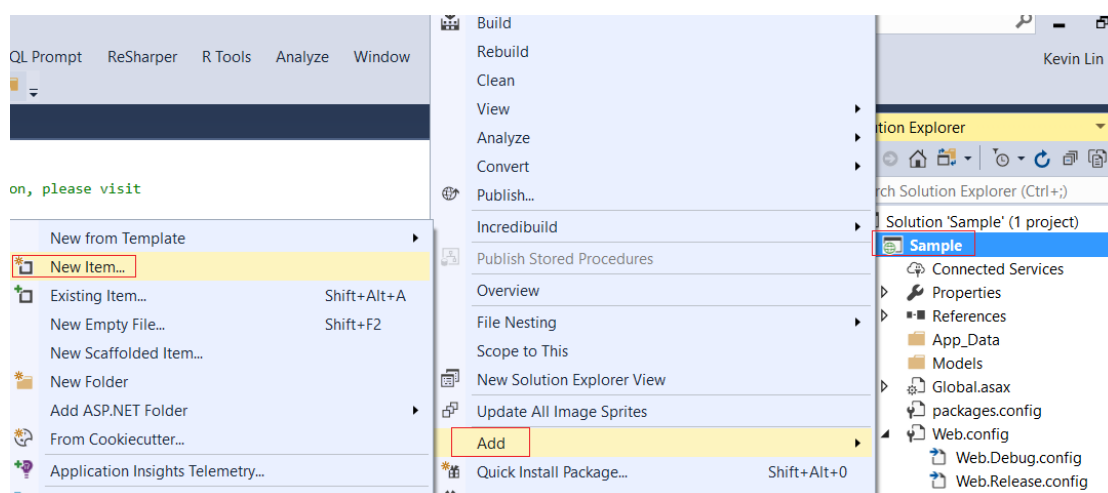 QL Prompt ReSharper R Tools Analyze Window
on, please visit
New from Template
New Item...
Existing Item... Shift+Alt+A
New Empty File... Shift+F2
New Scaffolded Item...
New Folder
Add ASP.NET Folder
From Cookiecutter...
Application Insights Telemetry...
Build
Rebuild
Clean
View
Analyze
Convert
Publish...
Incredibuild
Publish Stored Procedures
Overview
File Nesting
Scope to This
New Solution Explorer View
Update All Image Sprites
Add
Quick Install Package... Shift+Alt+0
Kevin Lin
ution Explorer
rch Solution Explorer (Ctrl+;)
Solution 'Sample' (1 project)
Sample
Connected Services
Properties
References
App_Data
Models
Global.asax
packages.config
Web.config
Web.Debug.config
Web.Release.config